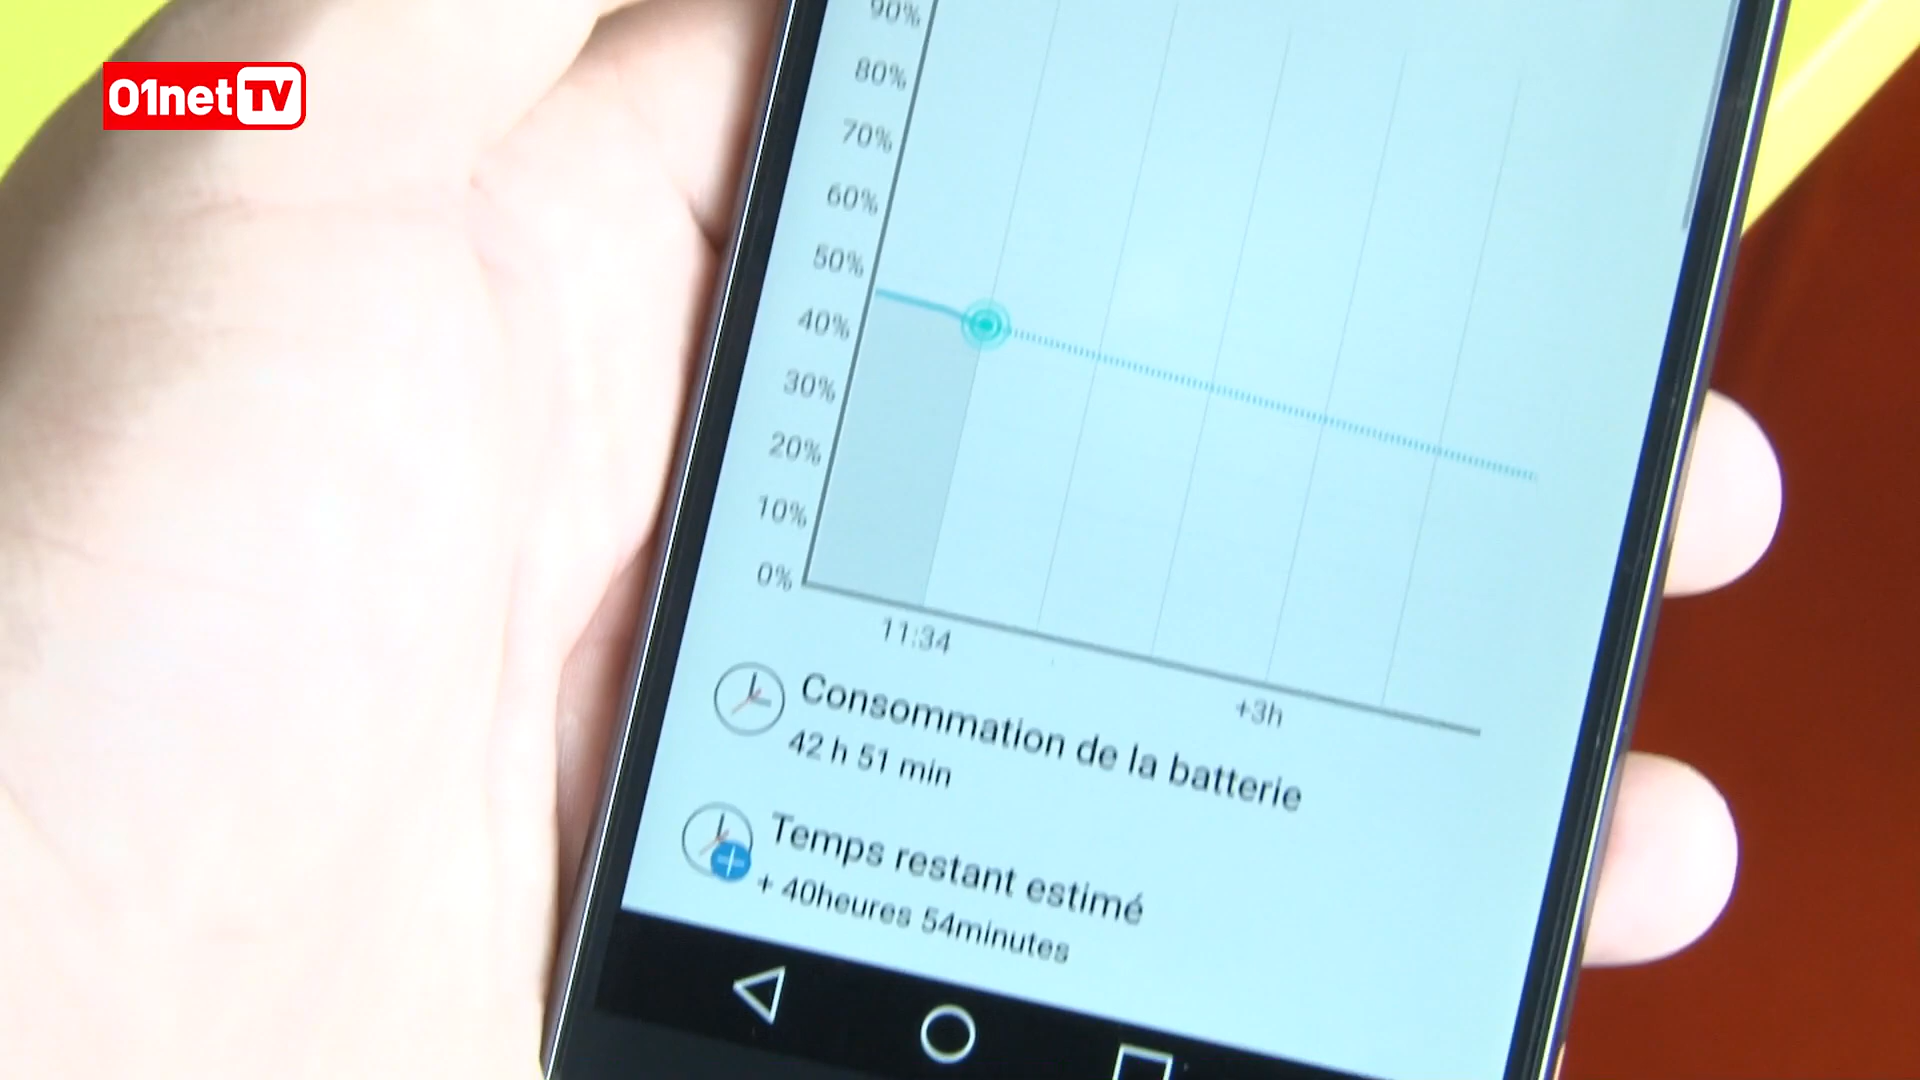 01net TV
90%
80%
70%
60%
50%
40%
30%
20%
10%
0%
11:34
+3h
Consommation de la batterie
42 h 51 min
Temps restant estimé
+ 40heures 54minutes